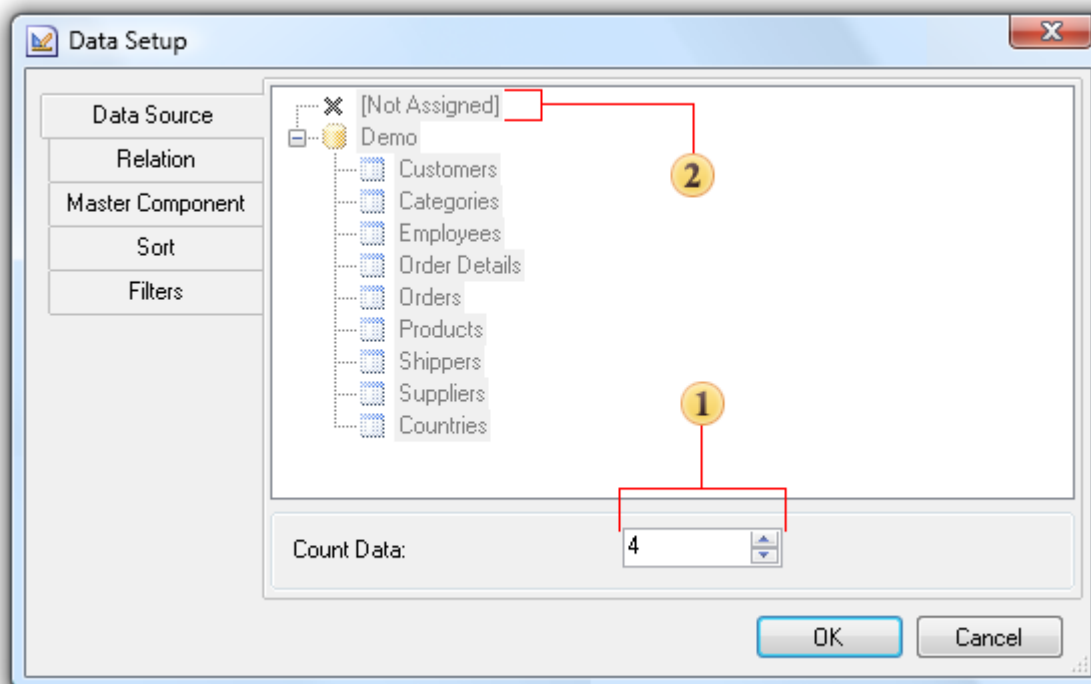 Data Setup
Data Source
Relation
Master Component
Sort
Filters
[Not Assigned]
Demo
Customers
Categories
Employees
Order Details
Orders
Products
Shippers
Suppliers
Countries
2
1
Count Data:
4
OK
Cancel